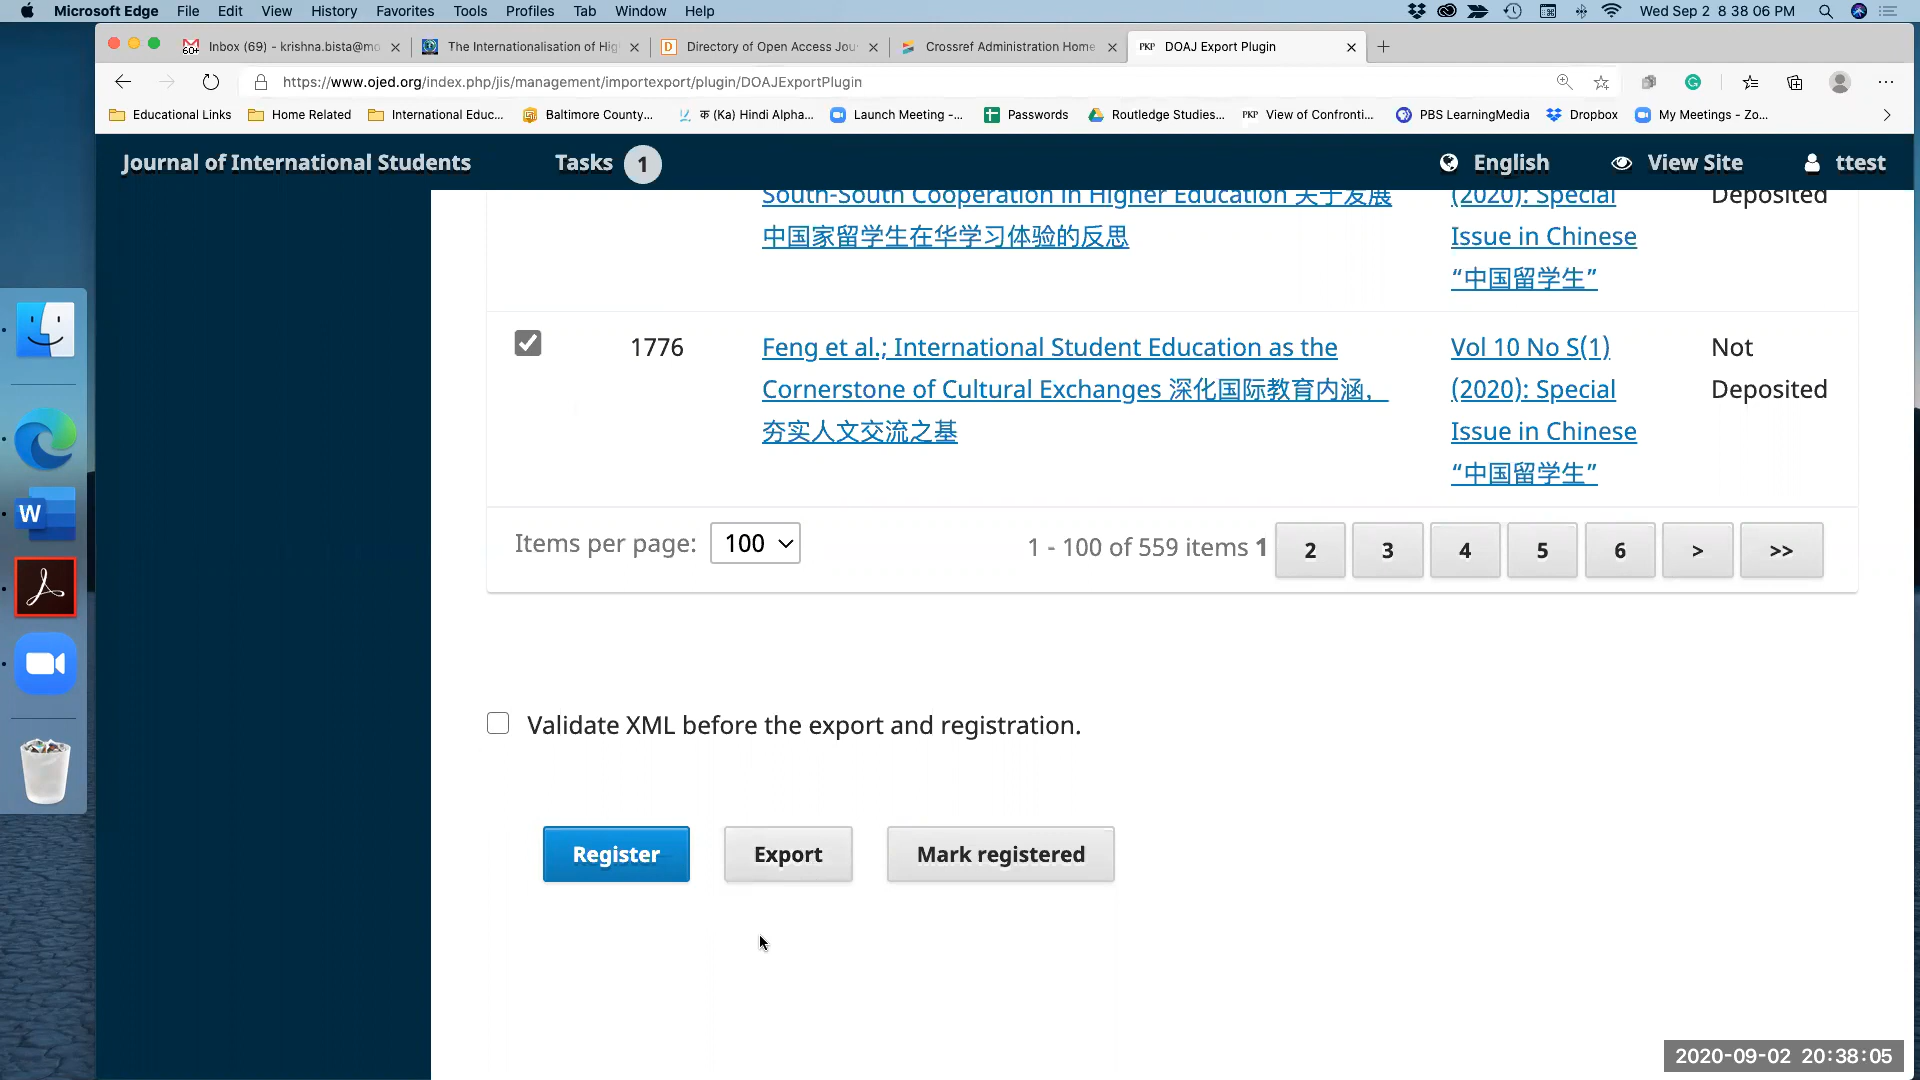 Microsoft Edge File Edit View History Favorites Tools Profiles Tab Window Help
60+
Wed Sep 2 8 38 06 PM
Inbox (69) - krishna.bista@mo
The Internationalisation of Hig
Directory of Open Access Jou
Crossref Administration Home
PKP DOAJ Export Plugin
https://www.ojed.org/index.php/jis/management/importexport/plugin/DOAJExportPlugin
Educational Links
Home Related
International Educ...
Baltimore County...
क (Ka) Hindi Alpha...
Launch Meeting -...
Passwords
Routledge Studies...
PKP View of Confronti...
PBS LearningMedia
Dropbox
My Meetings - Zo...
Journal of International Students Tasks 1 English View Site ttest
South-South Cooperation in Higher Education 关于发展 (2020): Special Deposited
中国家留学生在华学习体验的反思 Issue in Chinese
“中国留学生”
1776 Feng et al.; International Student Education as the Vol 10 No S(1) Not
Cornerstone of Cultural Exchanges 深化国际教育内涵, (2020): Special Deposited
夯实人文交流之基 Issue in Chinese
“中国留学生”
Items per page: 100 1 - 100 of 559 items 1 2 3 4 5 6 > >>
Validate XML before the export and registration.
Register Export Mark registered
W
2020-09-02 20:38:05